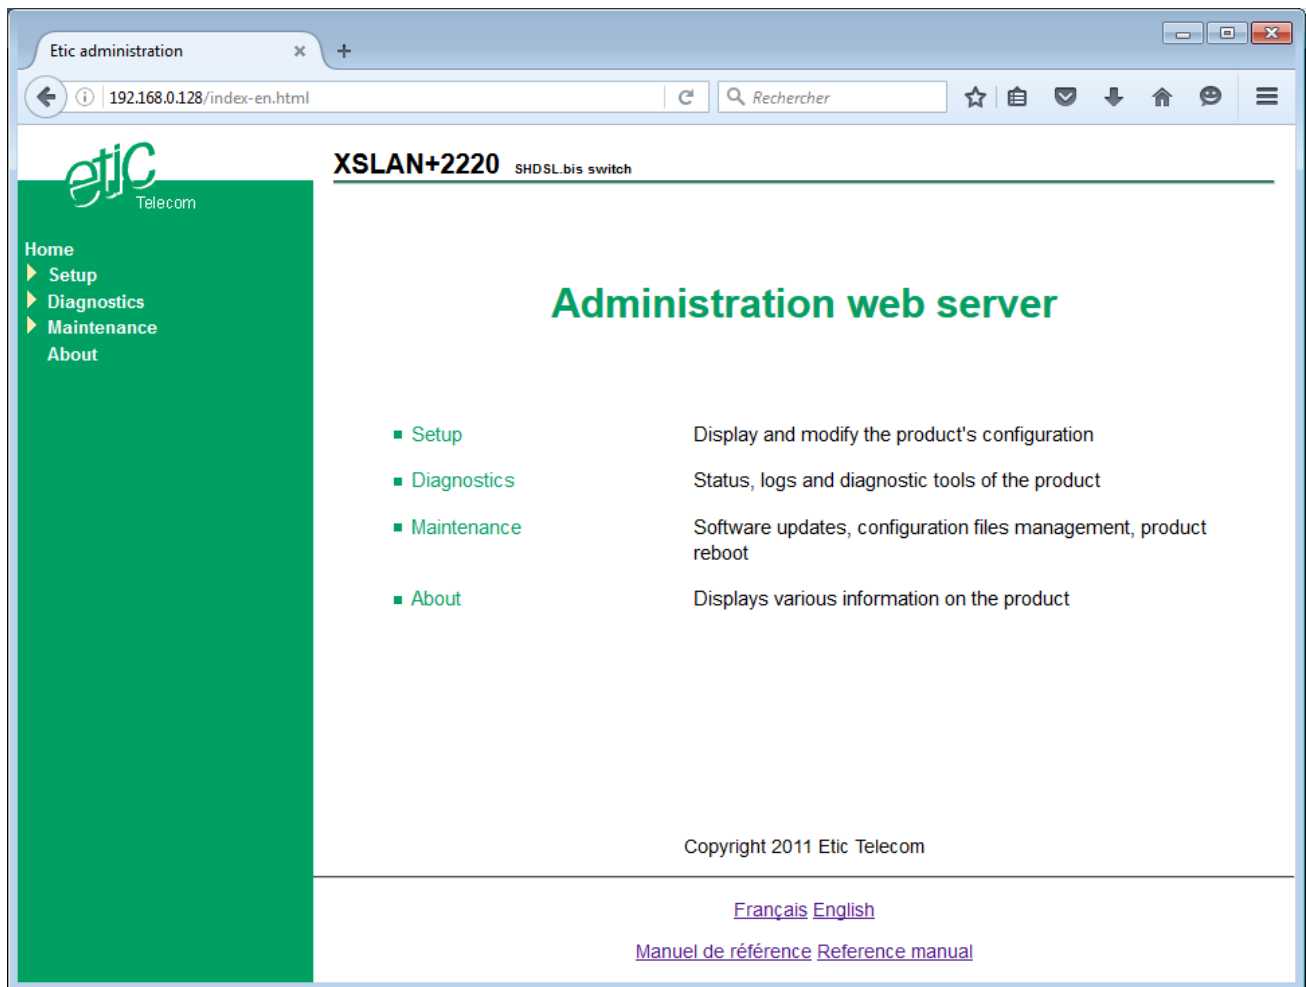 Etic administration
192.168.0.128/index-en.html
Rechercher
etic
Telecom
XSLAN+2220 SHDSL.bis switch
Home
Setup
Diagnostics
Maintenance
About
Administration web server
Setup Display and modify the product's configuration
Diagnostics Status, logs and diagnostic tools of the product
Maintenance Software updates, configuration files management, product
reboot
About Displays various information on the product
Copyright 2011 Etic Telecom
Français English
Manuel de référence Reference manual